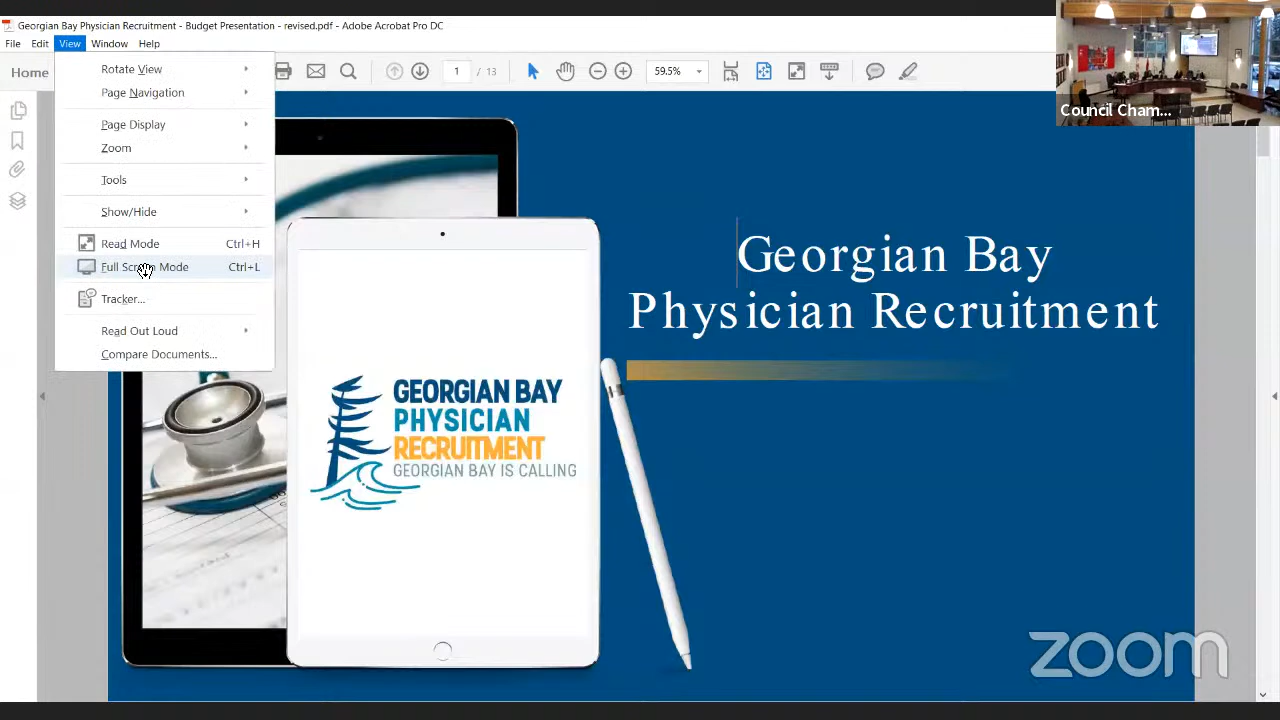 Georgian Bay Physician Recruitment - Budget Presentation - revised.pdf - Adobe Acrobat Pro DC
File Edit View Window Help
Home
1 / 13
59.5%
Rotate View
Page Navigation
Page Display
Zoom
Tools
Show/Hide
Read Mode Ctrl+H
Full Screen Mode Ctrl+L
Tracker...
Read Out Loud
Compare Documents...
Council Cham...
Georgian Bay
Physician Recruitment
GEORGIAN BAY
PHYSICIAN
RECRUITMENT
GEORGIAN BAY IS CALLING
zoom